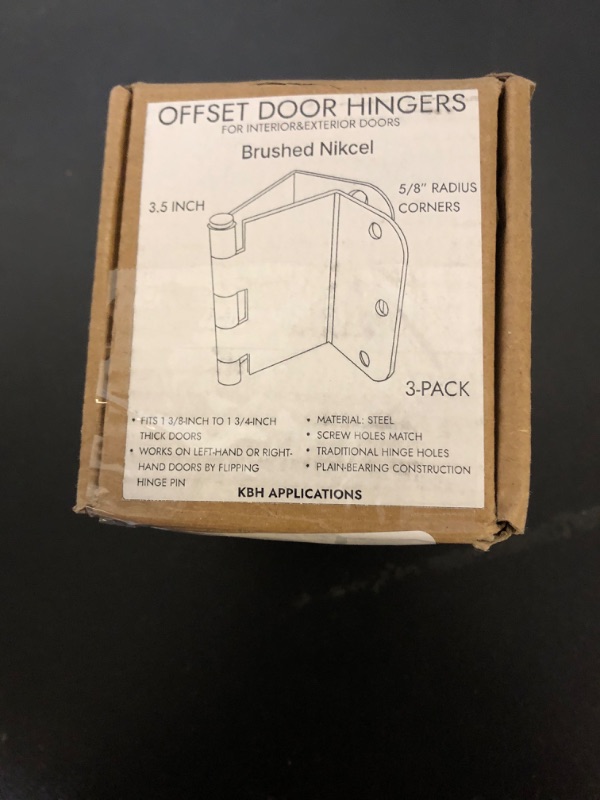 OFFSET DOOR HINGERS
FOR INTERIOR&EXTERIOR DOORS
Brushed Nikcel
3.5 INCH
5/8" RADIUS
CORNERS
3-PACK
• FITS 1 3/8-INCH TO 1 3/4-INCH
THICK DOORS
• WORKS ON LEFT-HAND OR RIGHT-
HAND DOORS BY FLIPPING
HINGE PIN
• MATERIAL: STEEL
• SCREW HOLES MATCH
• TRADITIONAL HINGE HOLES
• PLAIN-BEARING CONSTRUCTION
KBH APPLICATIONS